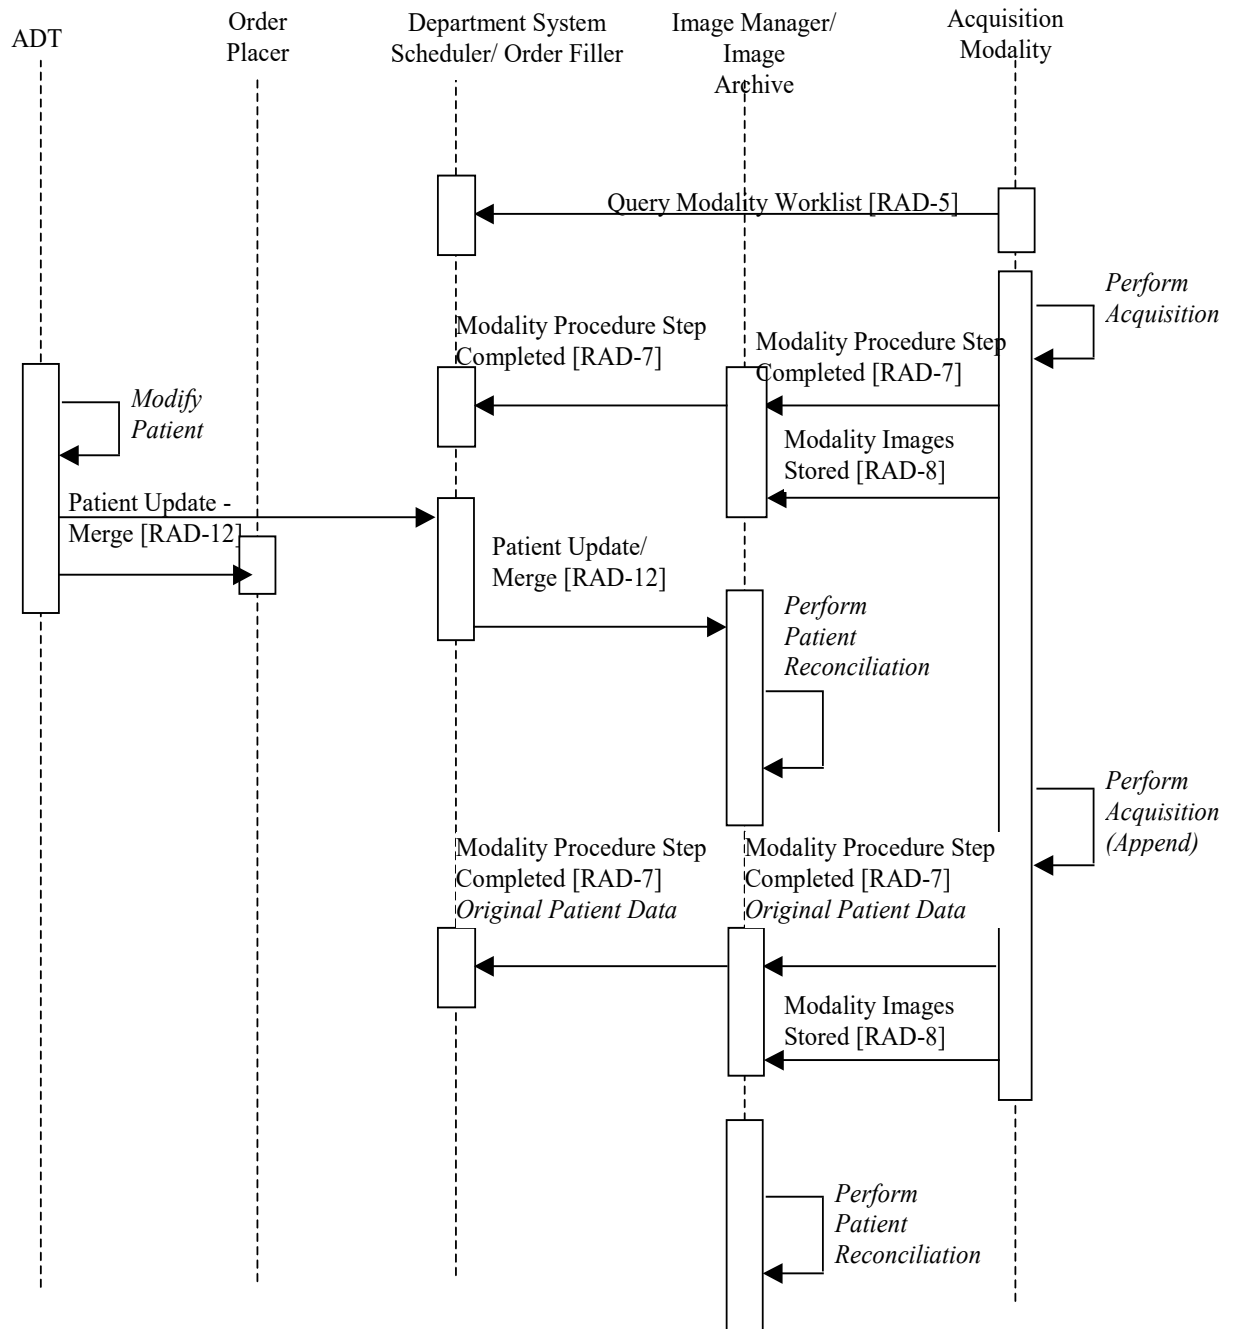 ADT
Order
Placer
Department System
Scheduler/ Order Filler
Image Manager/
Image
Archive
Acquisition
Modality
Query Modality Worklist [RAD-5]
Perform
Acquisition
Modality Procedure Step
Completed [RAD-7]
Modality Procedure Step
Completed [RAD-7]
Modify
Patient
Modality Images
Stored [RAD-8]
Patient Update -
Merge [RAD-12]
Patient Update/
Merge [RAD-12]
Perform
Patient
Reconciliation
Perform
Acquisition
(Append)
Modality Procedure Step
Completed [RAD-7]
Original Patient Data
Modality Procedure Step
Completed [RAD-7]
Original Patient Data
Modality Images
Stored [RAD-8]
Perform
Patient
Reconciliation